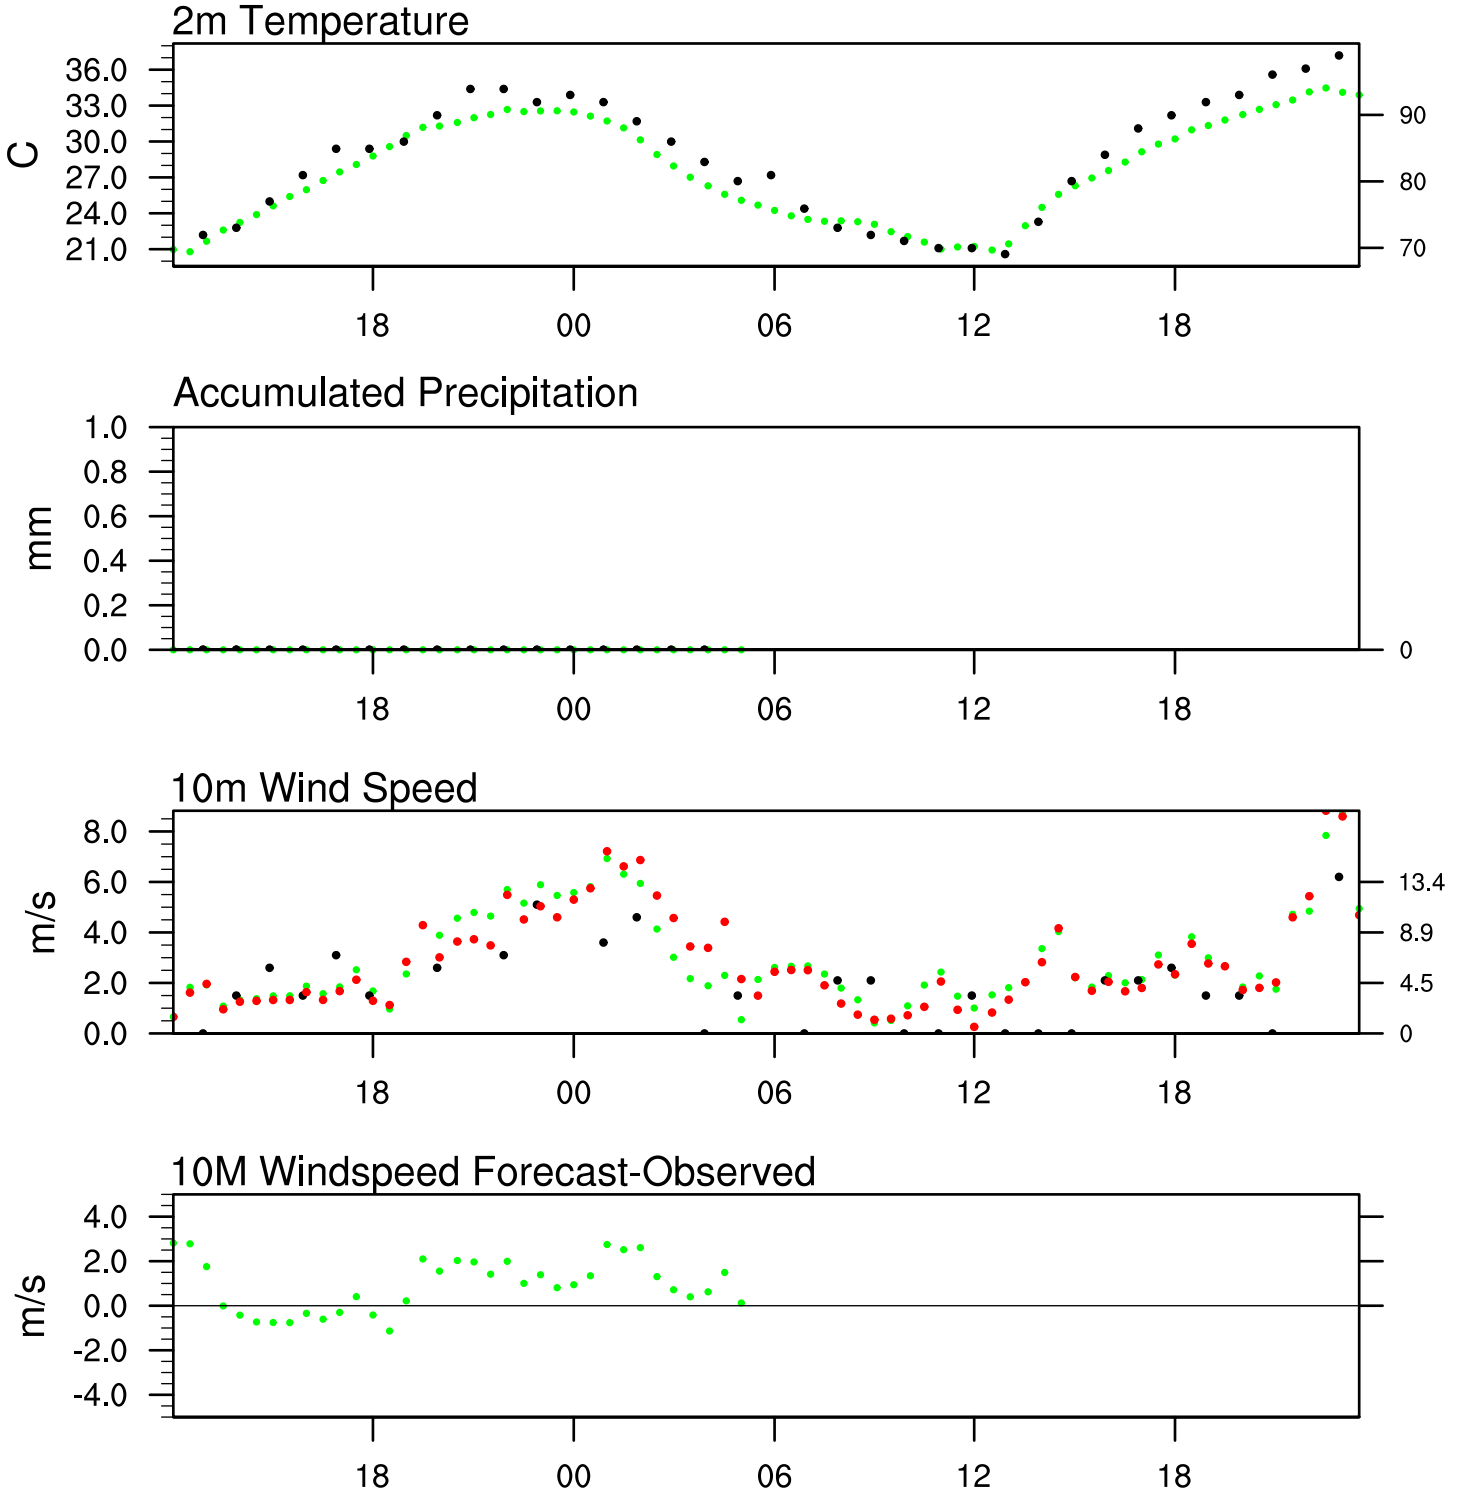 2m Temperature
36.0
33.0
30.0
27.0
24.0
21.0
C
90
80
70
18 00 06 12 18
Accumulated Precipitation
1.0
0.8
0.6
0.4
0.2
0.0
mm
0
18 00 06 12 18
10m Wind Speed
8.0
6.0
4.0
2.0
0.0
m/s
13.4
8.9
4.5
0
18 00 06 12 18
10M Windspeed Forecast-Observed
4.0
2.0
0.0
-2.0
-4.0
m/s
18 00 06 12 18